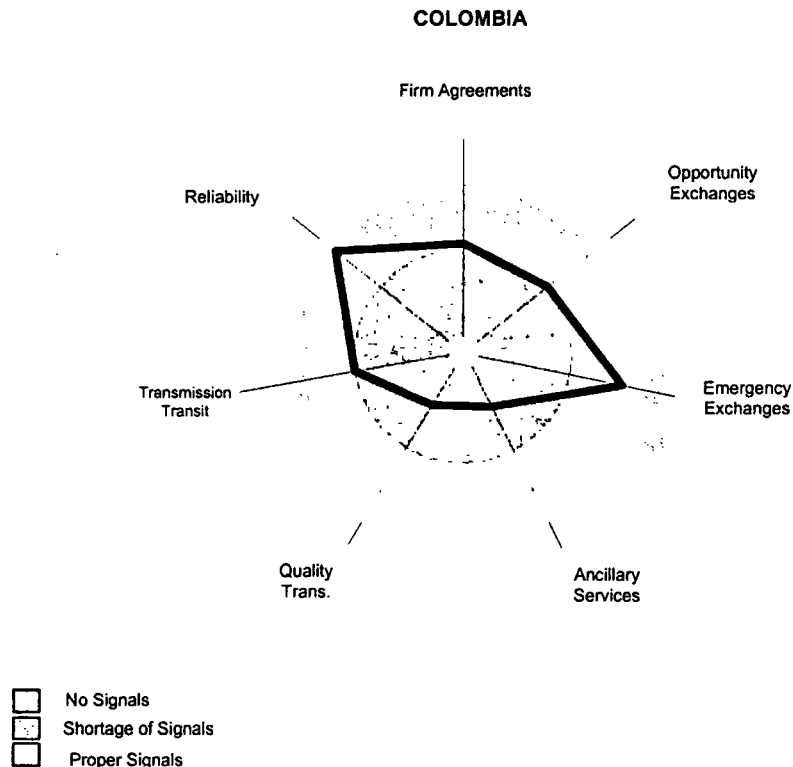 COLOMBIA
Firm Agreements
Opportunity
Exchanges
Reliability
Emergency
Exchanges
Transmission
Transit
Quality
Trans.
Ancillary
Services
No Signals
Shortage of Signals
Proper Signals